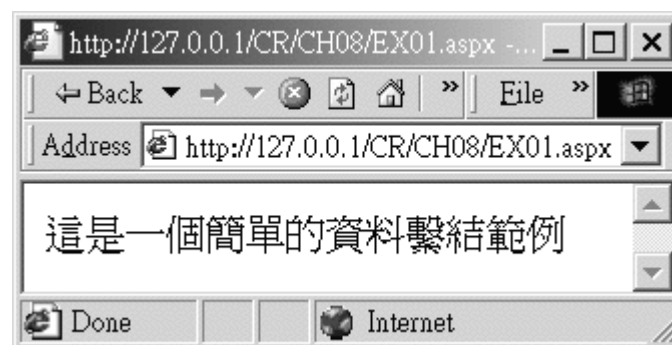 http://127.0.0.1/CR/CH08/EX01.aspx -...
Back » File »
Address http://127.0.0.1/CR/CH08/EX01.aspx
這是一個簡單的資料繫結範例
Done Internet